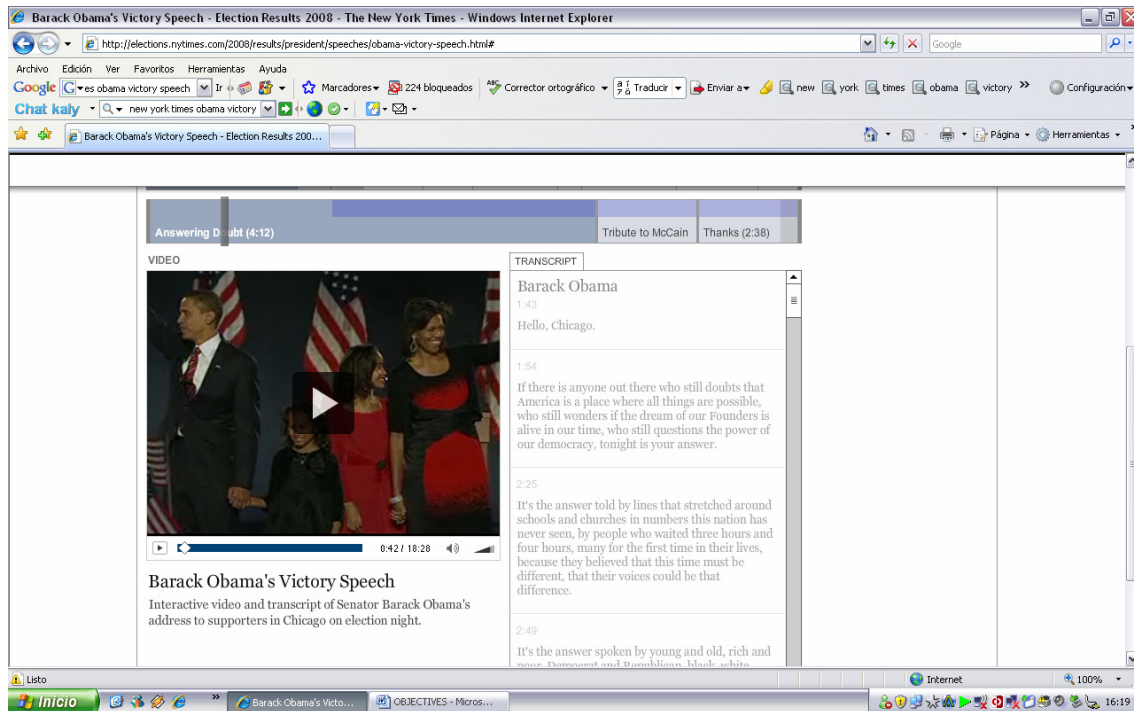 Barack Obama's Victory Speech - Election Results 2008 - The New York Times - Windows Internet Explorer
http://elections.nytimes.com/2008/results/president/speeches/obama-victory-speech.html#
Google
Archivo Edición Ver Favoritos Herramientas Ayuda
Google G es obama victory speech Ir Marcadores 224 bloqueados Corrector ortográfico Traducir Enviar a new york times obama victory Configuración
Chat kaly new york times obama victory
Barack Obama's Victory Speech - Election Results 200... Página Herramientas
Answering Doubt (4:12) Tribute to McCain Thanks (2:38)
VIDEO
TRANSCRIPT
Barack Obama
1:43
Hello, Chicago.
1:54
If there is anyone out there who still doubts that
America is a place where all things are possible,
who still wonders if the dream of our Founders is
alive in our time, who still questions the power of
our democracy, tonight is your answer.
2:25
It's the answer told by lines that stretched around
schools and churches in numbers this nation has
never seen, by people who waited three hours and
four hours, many for the first time in their lives,
because they believed that this time must be
different, that their voices could be that
difference.
2:49
It's the answer spoken by young and old, rich and
poor, Democrat and Republican, black, white,
0:42 / 18:28
Barack Obama's Victory Speech
Interactive video and transcript of Senator Barack Obama's
address to supporters in Chicago on election night.
Listo Internet 100%
Inicio Barack Obama's Victo... OBJECTIVES - Micros... 16:19